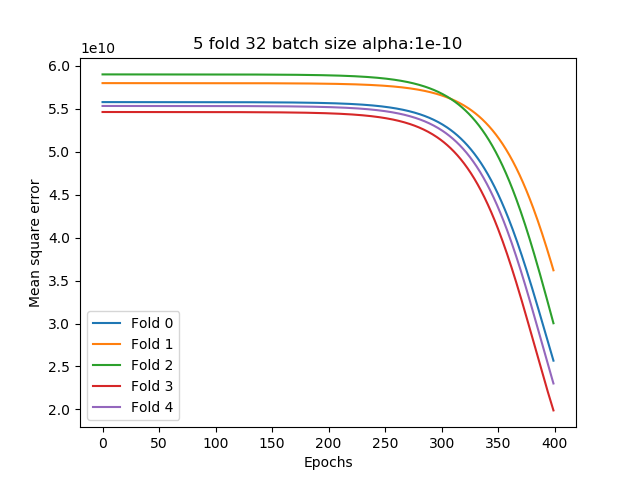 5 fold 32 batch size alpha:1e-10
1e10
6.0
5.5
5.0
4.5
4.0
3.5
3.0
2.5
2.0
Mean square error
Fold 0
Fold 1
Fold 2
Fold 3
Fold 4
0 50 100 150 200 250 300 350 400
Epochs